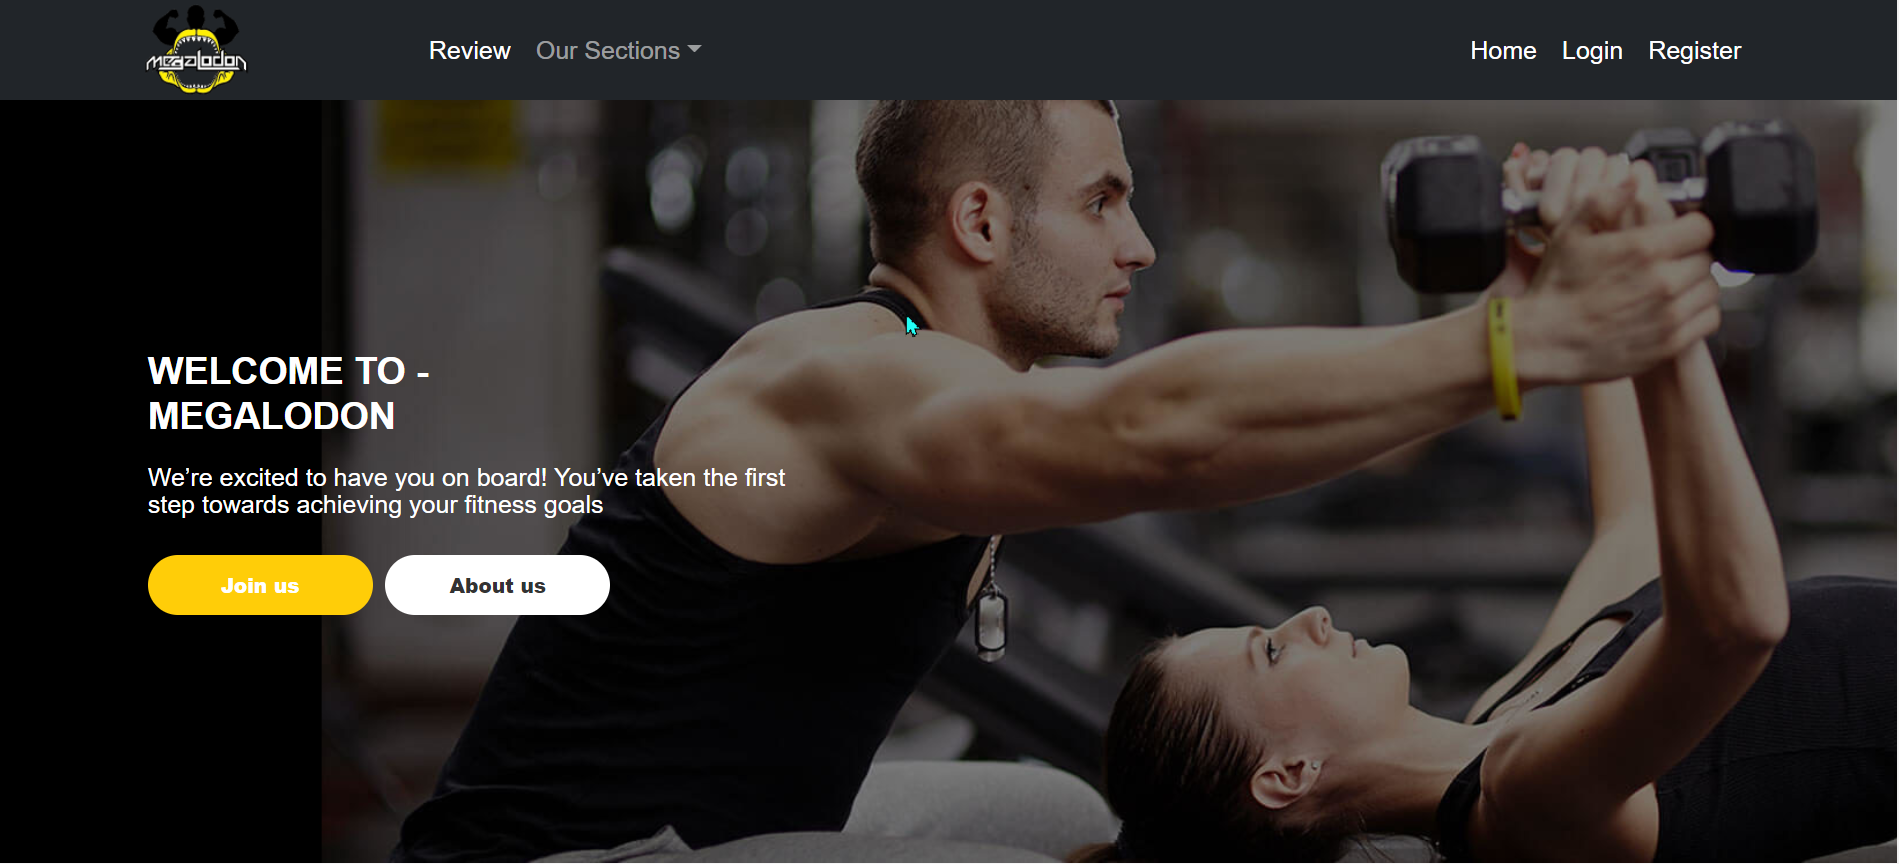 megalodon
Review Our Sections Home Login Register
WELCOME TO -
MEGALODON
We’re excited to have you on board! You’ve taken the first
step towards achieving your fitness goals
Join us About us